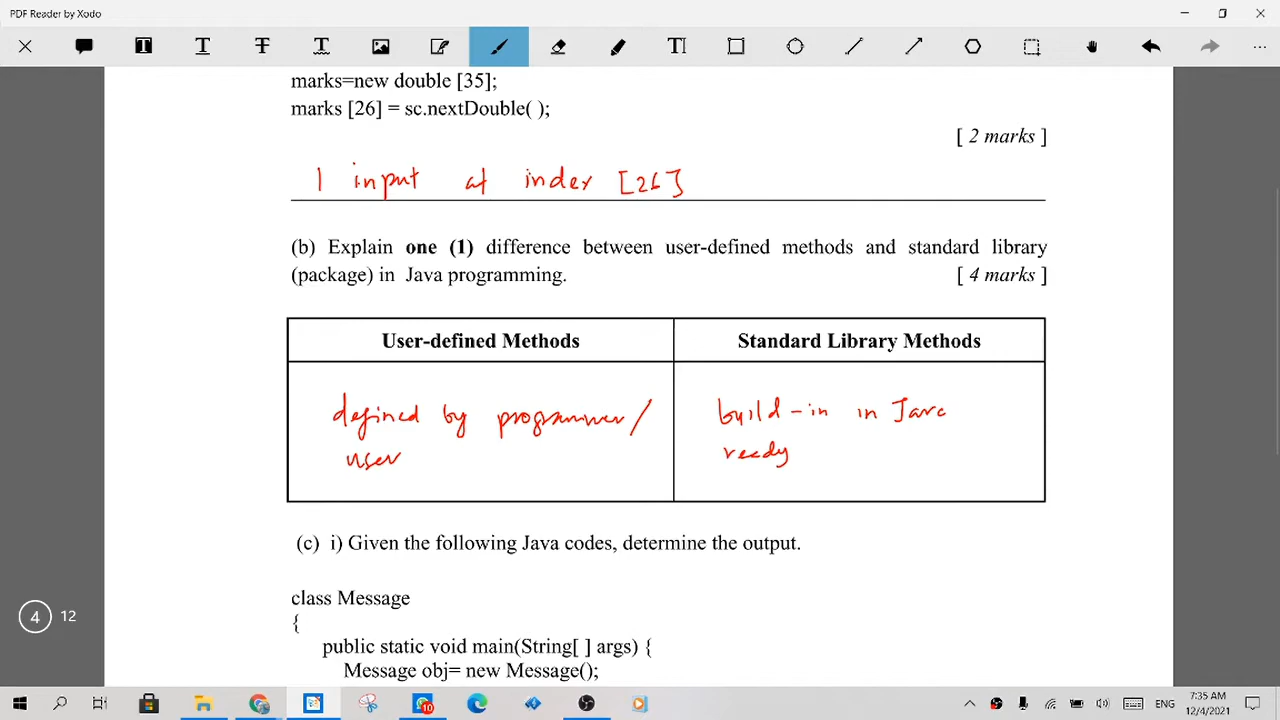 PDF Reader by Xodo
marks=new double [35];
marks [26] = sc.nextDouble( );
[ 2 marks ]
1 input at index [26]
(b) Explain one (1) difference between user-defined methods and standard library
(package) in Java programming. [ 4 marks ]
User-defined Methods Standard Library Methods
defined by programmer/ build-in in Java
user ready
(c) i) Given the following Java codes, determine the output.
class Message
{
public static void main(String[ ] args) {
Message obj= new Message();
4 12
10
ENG
7:35 AM
12/4/2021